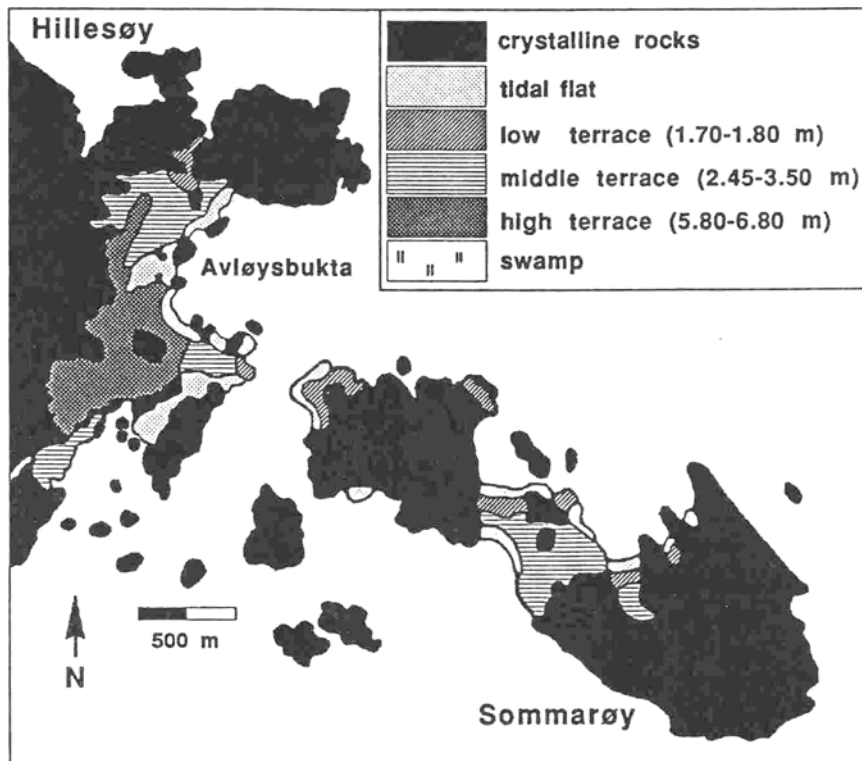 Hillesøy
crystalline rocks
tidal flat
low terrace (1.70-1.80 m)
middle terrace (2.45-3.50 m)
high terrace (5.80-6.80 m)
swamp
Avløysbukta
500 m
N
Sommarøy